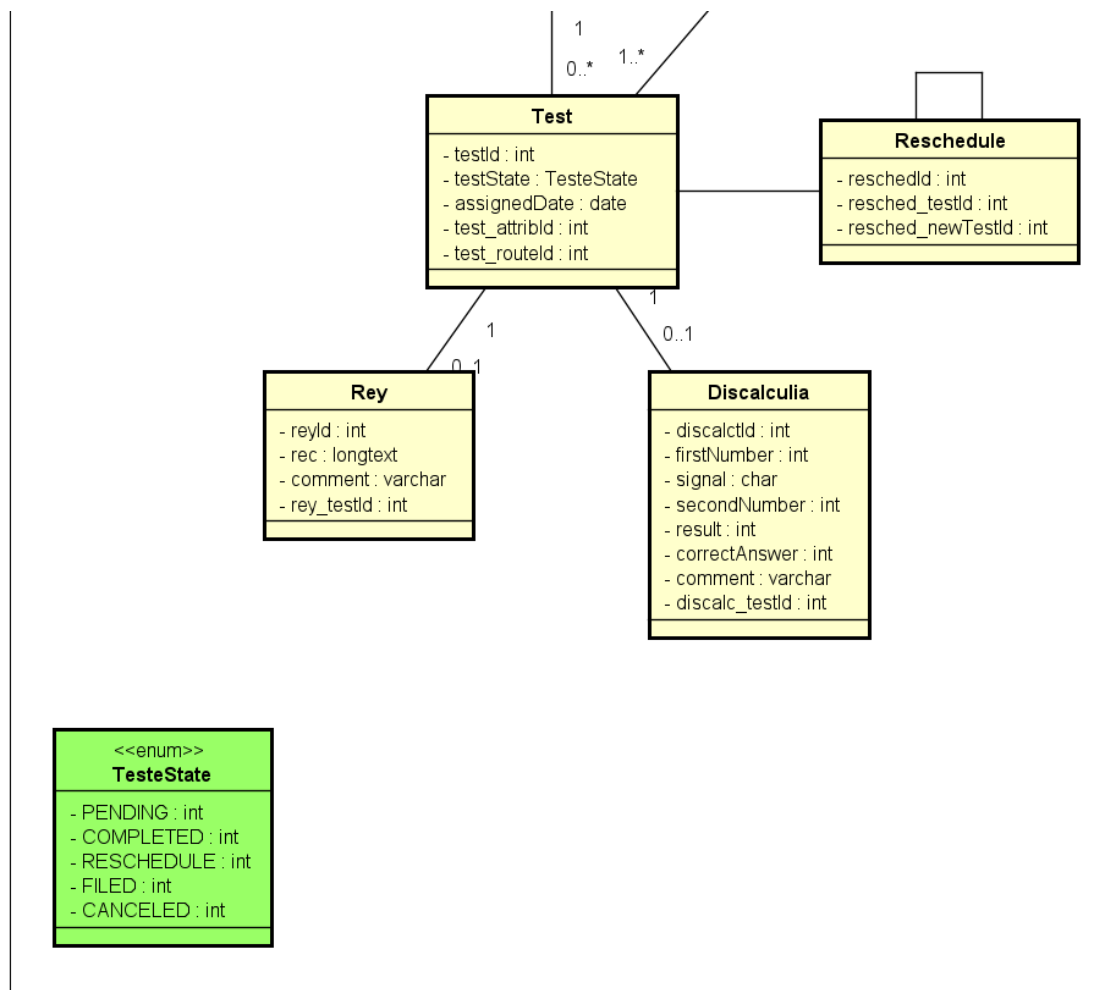 1
0..*
1..*
Test
- testId : int
- testState : TesteState
- assignedDate : date
- test_attribId : int
- test_routeId : int
Reschedule
- reschedId : int
- resched_testId : int
- resched_newTestId : int
1
0..1
1
0..1
Rey
- reyId : int
- rec : longtext
- comment : varchar
- rey_testId : int
Discalculia
- discalctId : int
- firstNumber : int
- signal : char
- secondNumber : int
- result : int
- correctAnswer : int
- comment : varchar
- discalc_testId : int
<<enum>>
TesteState
- PENDING : int
- COMPLETED : int
- RESCHEDULE : int
- FILED : int
- CANCELED : int